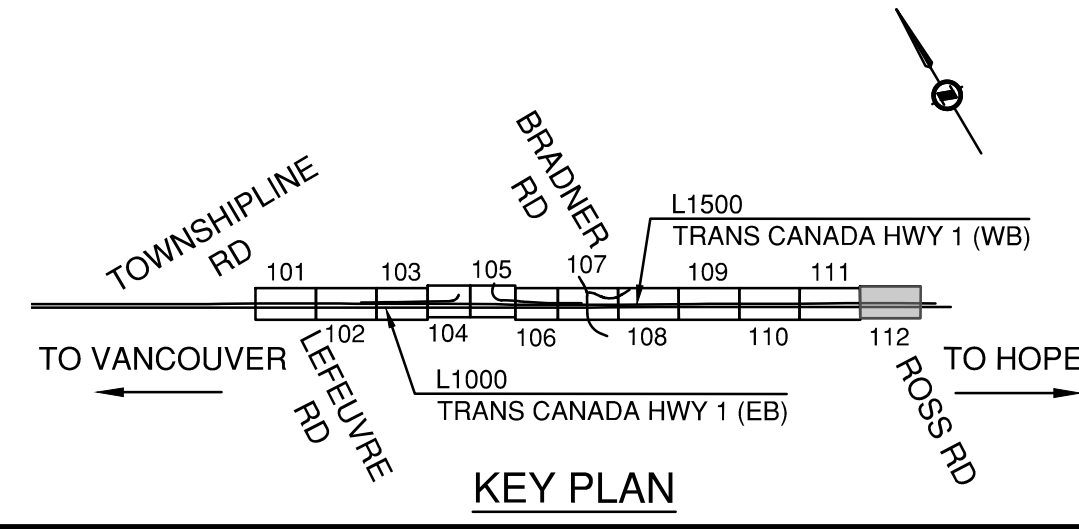 BRADNER
RD
TOWNSHIPLINE
RD
L1500
TRANS CANADA HWY 1 (WB)
101
103
105
107
109
111
102
104
106
108
110
112
TO VANCOUVER
LEFEUVRE
RD
L1000
TRANS CANADA HWY 1 (EB)
ROSS RD
TO HOPE
KEY PLAN